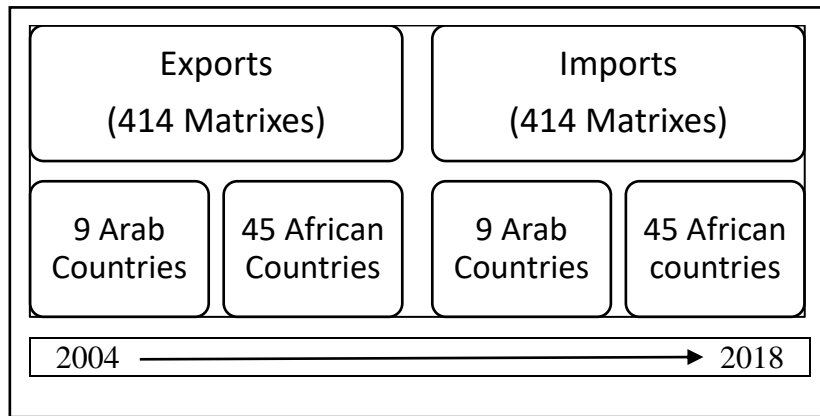 Exports
(414 Matrixes)
Imports
(414 Matrixes)
9 Arab
Countries
45 African
Countries
9 Arab
Countries
45 African
countries
2004
2018